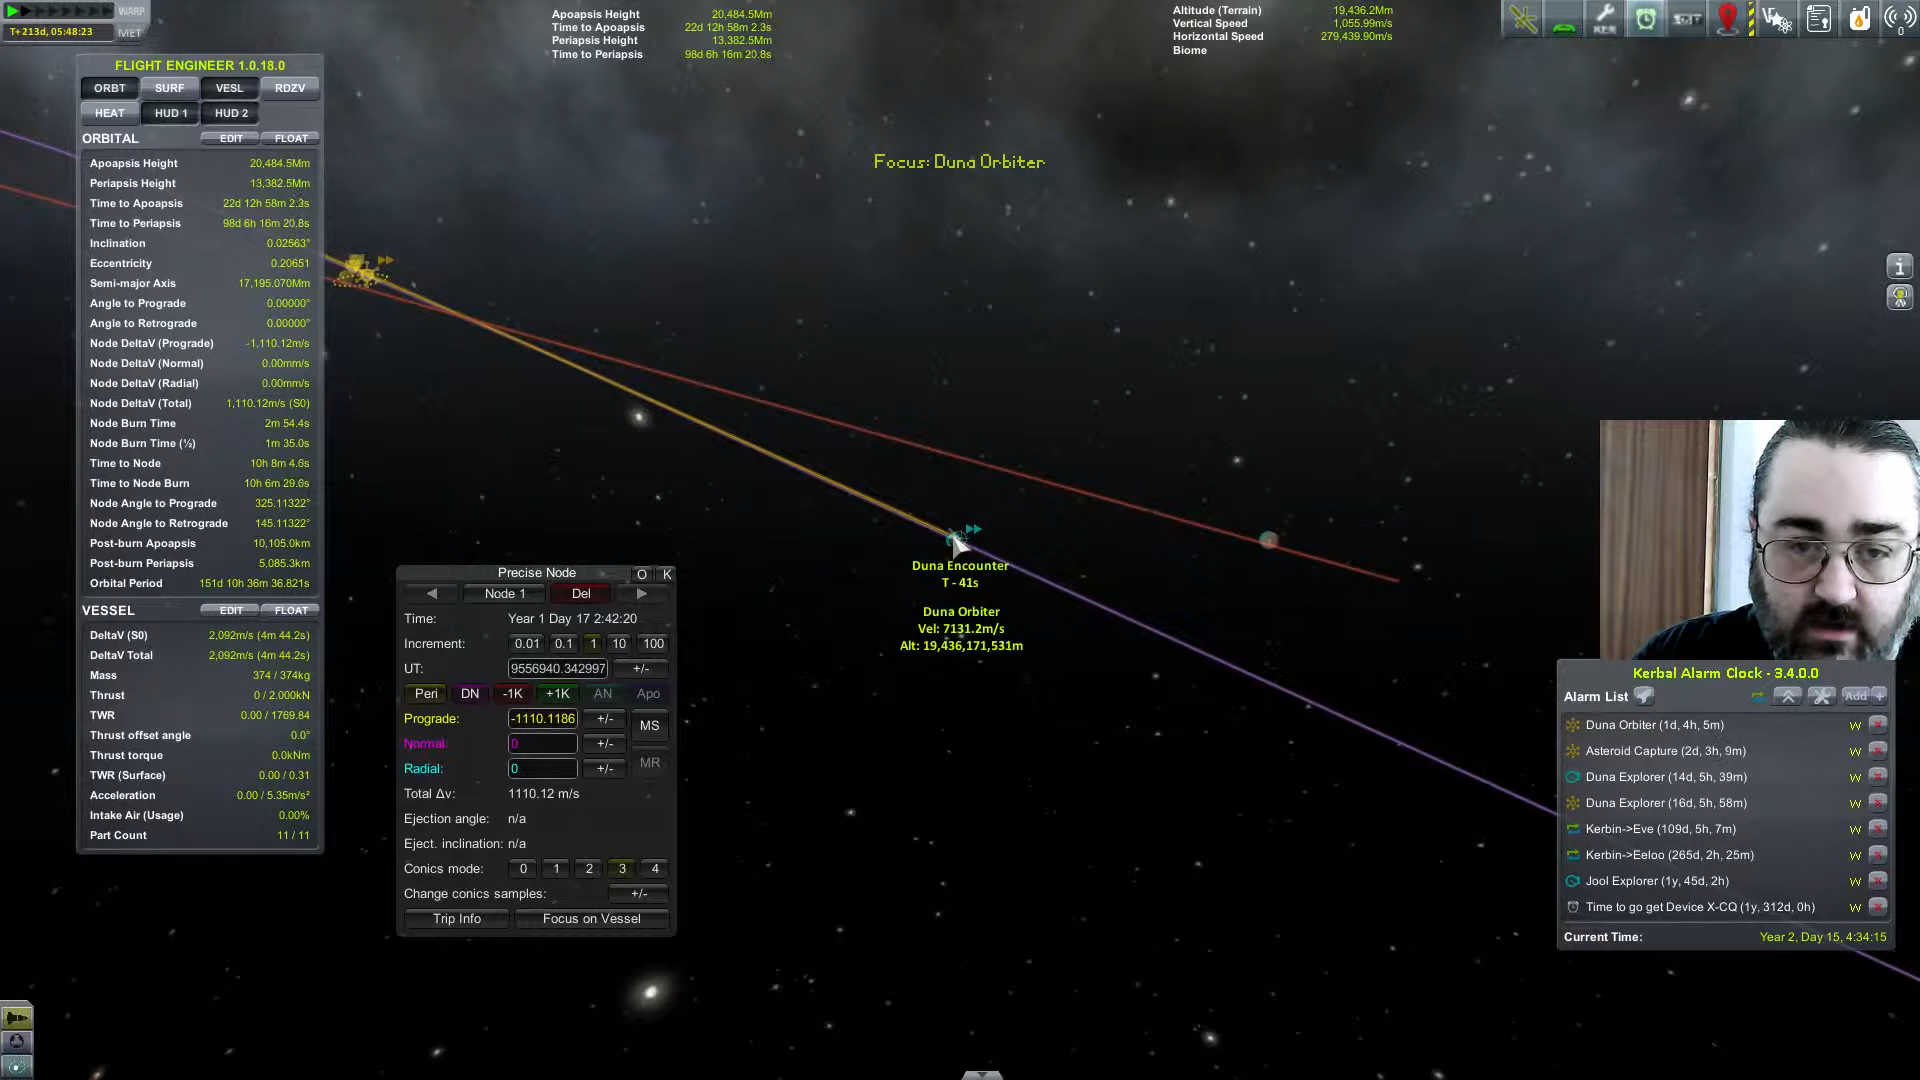 WARP
T+ 213d, 05:48:23
MET
Apoapsis Height 20,484.5Mm
Time to Apoapsis 22d 12h 58m 2.3s
Periapsis Height 13,382.5Mm
Time to Periapsis 98d 6h 16m 20.8s
Altitude (Terrain) 19,436.2Mm
Vertical Speed 1,055.99m/s
Horizontal Speed 279,439.90m/s
Biome
KER
0
FLIGHT ENGINEER 1.0.18.0
ORBT SURF VESL RDZV
HEAT HUD 1 HUD 2
ORBITAL EDIT FLOAT
Apoapsis Height 20,484.5Mm
Periapsis Height 13,382.5Mm
Time to Apoapsis 22d 12h 58m 2.3s
Time to Periapsis 98d 6h 16m 20.8s
Inclination 0.02563°
Eccentricity 0.20651
Semi-major Axis 17,195.070Mm
Angle to Prograde 0.00000°
Angle to Retrograde 0.00000°
Node DeltaV (Prograde) -1,110.12m/s
Node DeltaV (Normal) 0.00mm/s
Node DeltaV (Radial) 0.00mm/s
Node DeltaV (Total) 1,110.12m/s (S0)
Node Burn Time 2m 54.4s
Node Burn Time (½) 1m 35.0s
Time to Node 10h 8m 4.6s
Time to Node Burn 10h 6m 29.6s
Node Angle to Prograde 325.11322°
Node Angle to Retrograde 145.11322°
Post-burn Apoapsis 10,105.0km
Post-burn Periapsis 5,085.3km
Orbital Period 151d 10h 36m 36.821s
VESSEL EDIT FLOAT
DeltaV (S0) 2,092m/s (4m 44.2s)
DeltaV Total 2,092m/s (4m 44.2s)
Mass 374 / 374kg
Thrust 0 / 2.000kN
TWR 0.00 / 1769.84
Thrust offset angle 0.0°
Thrust torque 0.0kNm
TWR (Surface) 0.00 / 0.31
Acceleration 0.00 / 5.35m/s²
Intake Air (Usage) 0.00%
Part Count 11 / 11
Focus: Duna Orbiter
Duna Encounter
T - 41s
Duna Orbiter
Vel: 7131.2m/s
Alt: 19,436,171,531m
Precise Node O K
Node 1 Del
Time: Year 1 Day 17 2:42:20
Increment: 0.01 0.1 1 10 100
UT: 9556940.342997 +/-
Peri DN -1K +1K AN Apo
Prograde: -1110.1186 +/- MS
Normal: 0 +/-
Radial: 0 +/- MR
Total Δv: 1110.12 m/s
Ejection angle: n/a
Eject. inclination: n/a
Conics mode: 0 1 2 3 4
Change conics samples: +/-
Trip Info Focus on Vessel
Kerbal Alarm Clock - 3.4.0.0
Alarm List Add +
Duna Orbiter (1d, 4h, 5m) W
Asteroid Capture (2d, 3h, 9m) W
Duna Explorer (14d, 5h, 39m) W
Duna Explorer (16d, 5h, 58m) W
Kerbin->Eve (109d, 5h, 7m) W
Kerbin->Eeloo (265d, 2h, 25m) W
Jool Explorer (1y, 45d, 2h) W
Time to go get Device X-CQ (1y, 312d, 0h) W
Current Time: Year 2, Day 15, 4:34:15